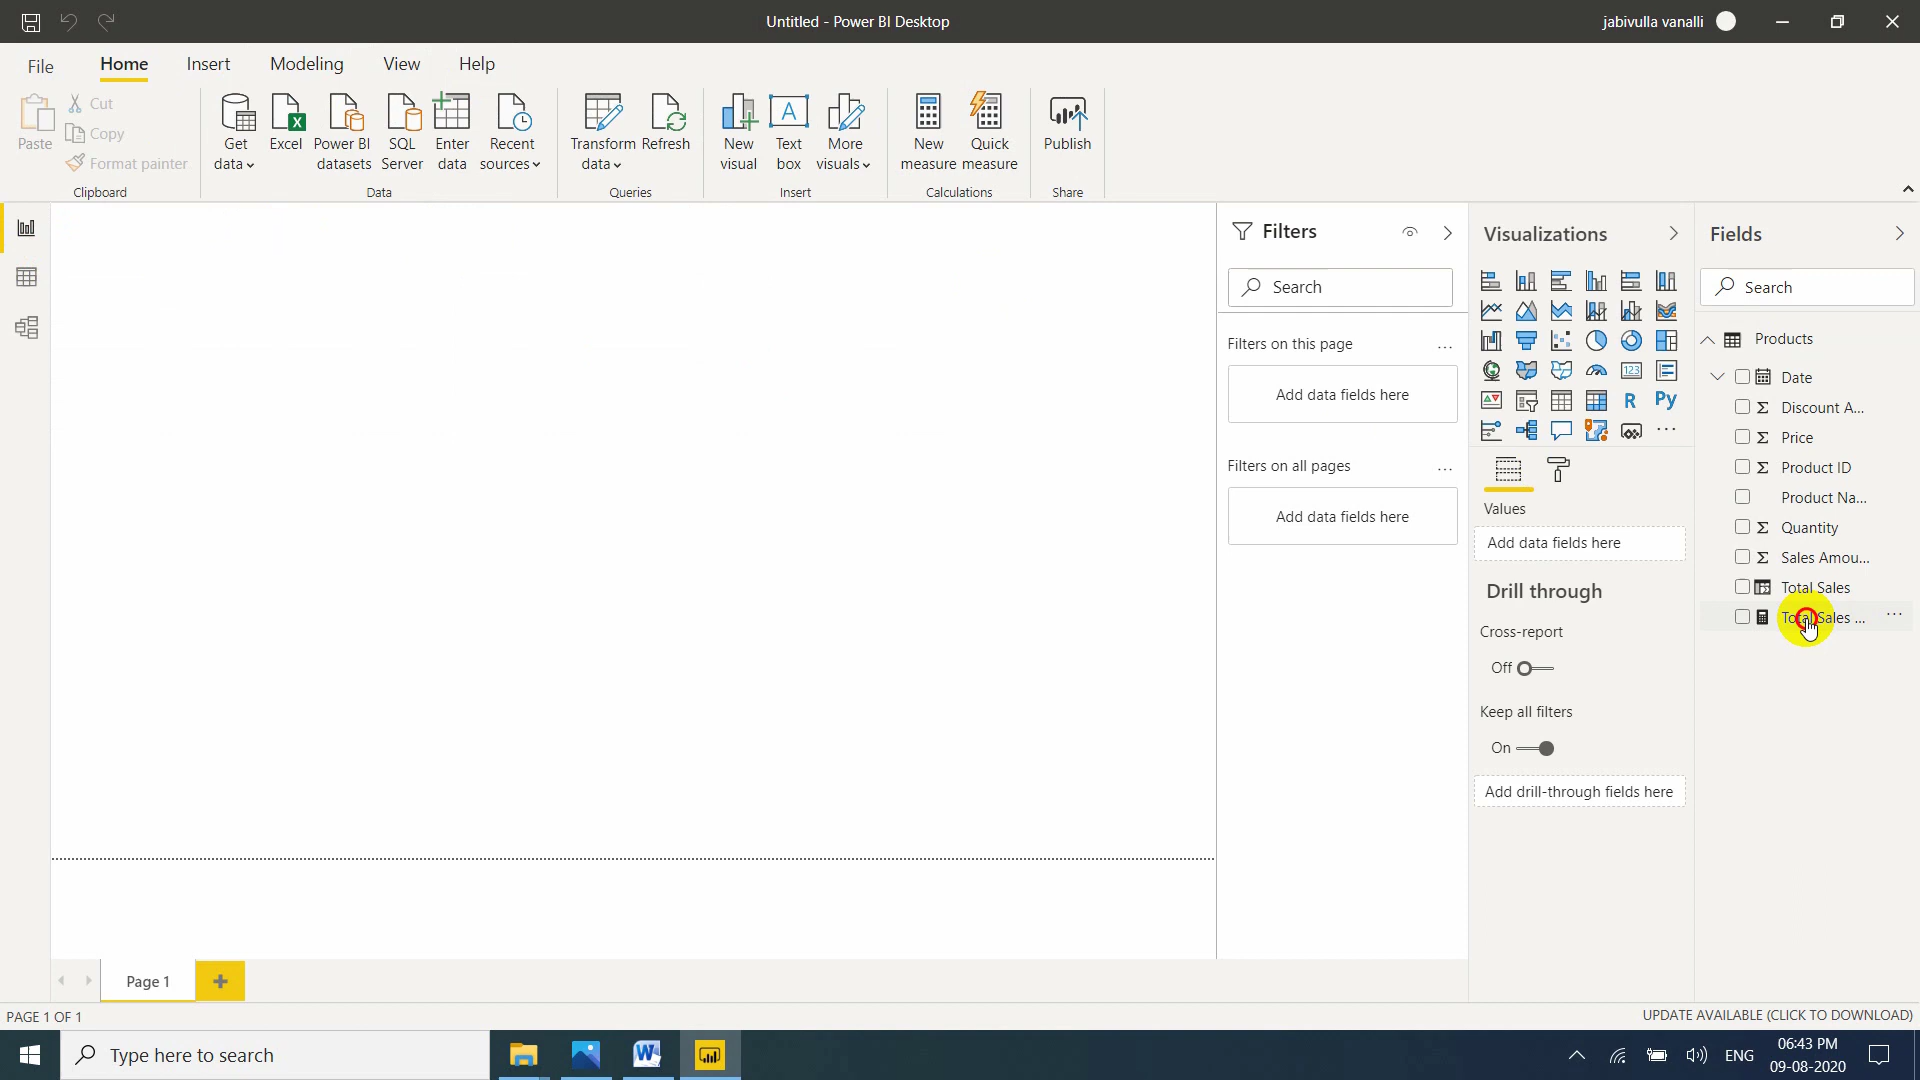 Untitled - Power BI Desktop
jabivulla vanalli
File
Home
Insert
Modeling
View
Help
Paste
Cut
Copy
Format painter
Get data
Excel
Power BI datasets
SQL Server
Enter data
Recent sources
Transform data
Refresh
New visual
Text box
More visuals
New measure
Quick measure
Publish
Clipboard
Data
Queries
Insert
Calculations
Share
Filters
Search
Filters on this page
...
Add data fields here
Filters on all pages
...
Add data fields here
Visualizations
123
R
Py
...
Values
Add data fields here
Drill through
Cross-report
Off
Keep all filters
On
Add drill-through fields here
Fields
Search
Products
Date
Σ Discount A...
Σ Price
Σ Product ID
Product Na...
Σ Quantity
Σ Sales Amou...
Total Sales
Total Sales ...
...
Page 1
+
PAGE 1 OF 1
UPDATE AVAILABLE (CLICK TO DOWNLOAD)
Type here to search
ENG
06:43 PM
09-08-2020